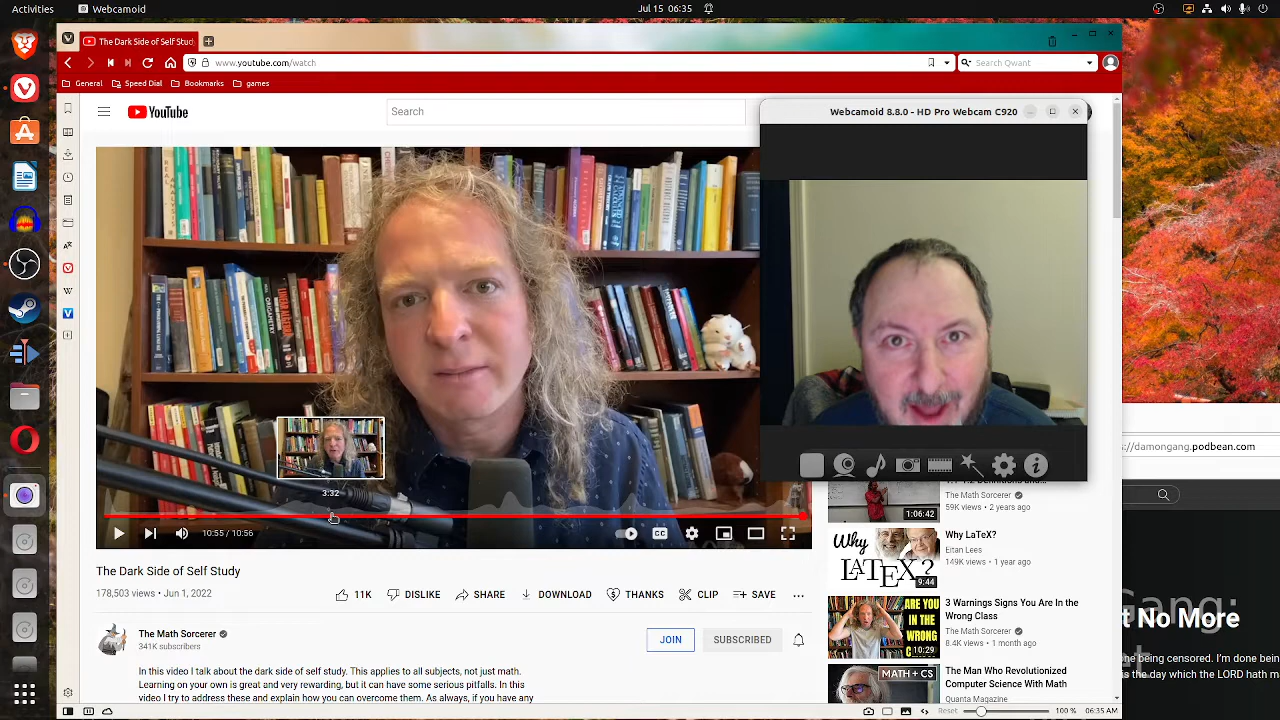 Activities
Webcamoid
Jul 15 06:35
The Dark Side of Self Stud
www.youtube.com/watch
Search Qwant
General
Speed Dial
Bookmarks
games
YouTube
Search
Webcamoid 8.8.0 - HD Pro Webcam C920
3:32
10:55 / 10:56
CC
The Dark Side of Self Study
178,503 views • Jun 1, 2022
11K
DISLIKE
SHARE
DOWNLOAD
THANKS
CLIP
SAVE
The Math Sorcerer
341K subscribers
JOIN
SUBSCRIBED
In this video I talk about the dark side of self study. This applies to all subjects, not just math.
Learning on your own is great and very rewarding, but it can have some serious pitfalls. In this
video I try to address these and explain how you can overcome them. As always, if you have any
The Math Sorcerer
59K views • 2 years ago
1:06:42
Why LaTeX?
Eitan Lees
149K views • 1 year ago
Why
LATEX?
9:44
3 Warnings Signs You Are In the
Wrong Class
The Math Sorcerer
8.4K views • 1 month ago
ARE
YOU
IN THE
WRONG
10:29
The Man Who Revolutionized
Computer Science With Math
Quanta Magazine
MATH + CS
/damongang.podbean.com
Gang:
t No More
being censored. I'm done being
hat happen the LORD hath ma
Reset
100 %
06:35 AM